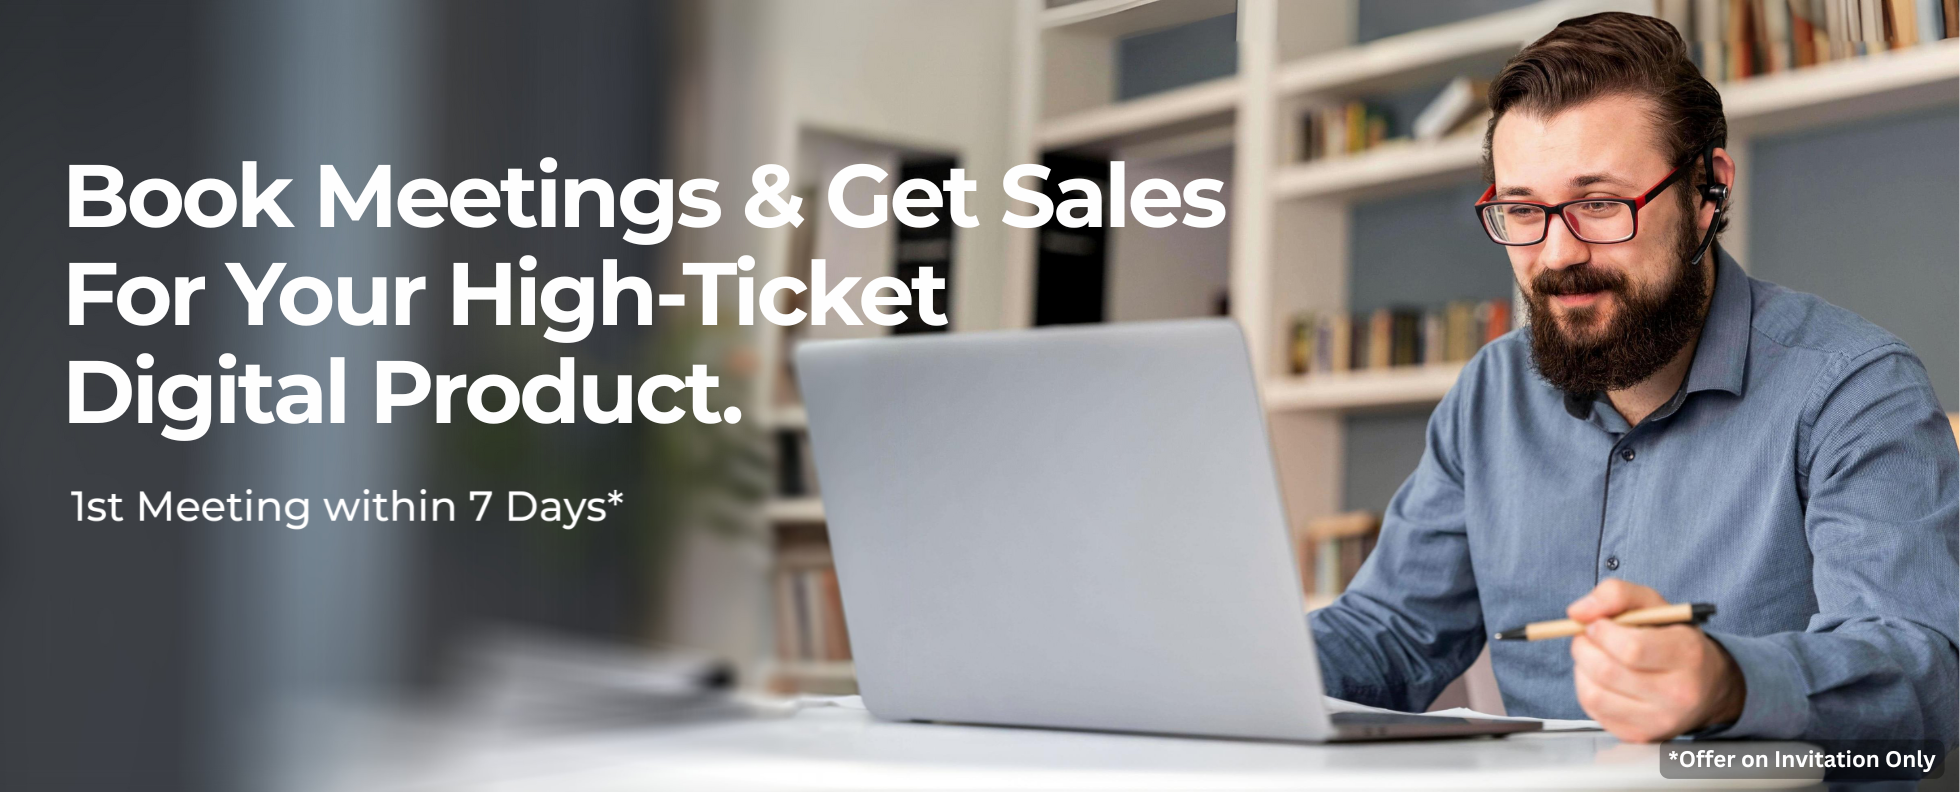 Book Meetings & Get Sales
For Your High-Ticket
Digital Product.
1st Meeting within 7 Days*
*Offer on Invitation Only